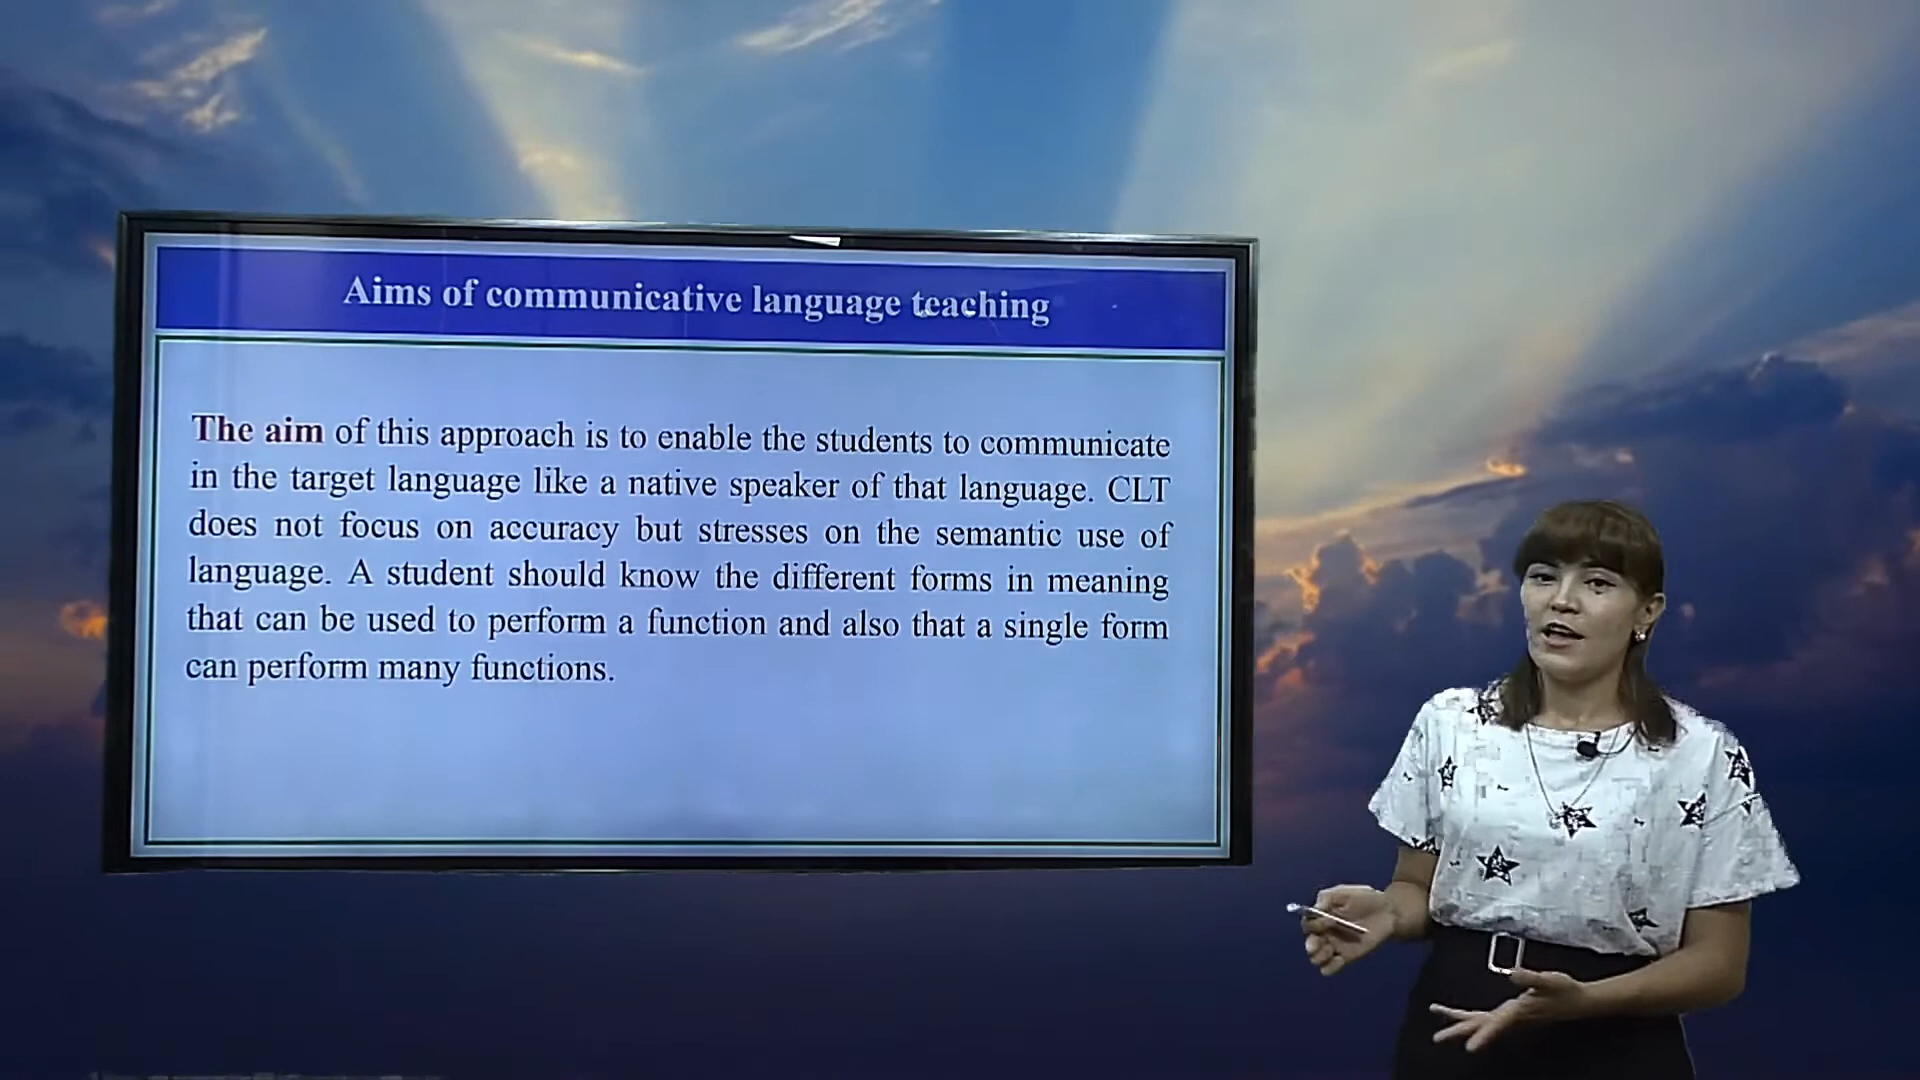 Aims of communicative language teaching
The aim of this approach is to enable the students to communicate
in the target language like a native speaker of that language. CLT
does not focus on accuracy but stresses on the semantic use of
language. A student should know the different forms in meaning
that can be used to perform a function and also that a single form
can perform many functions.